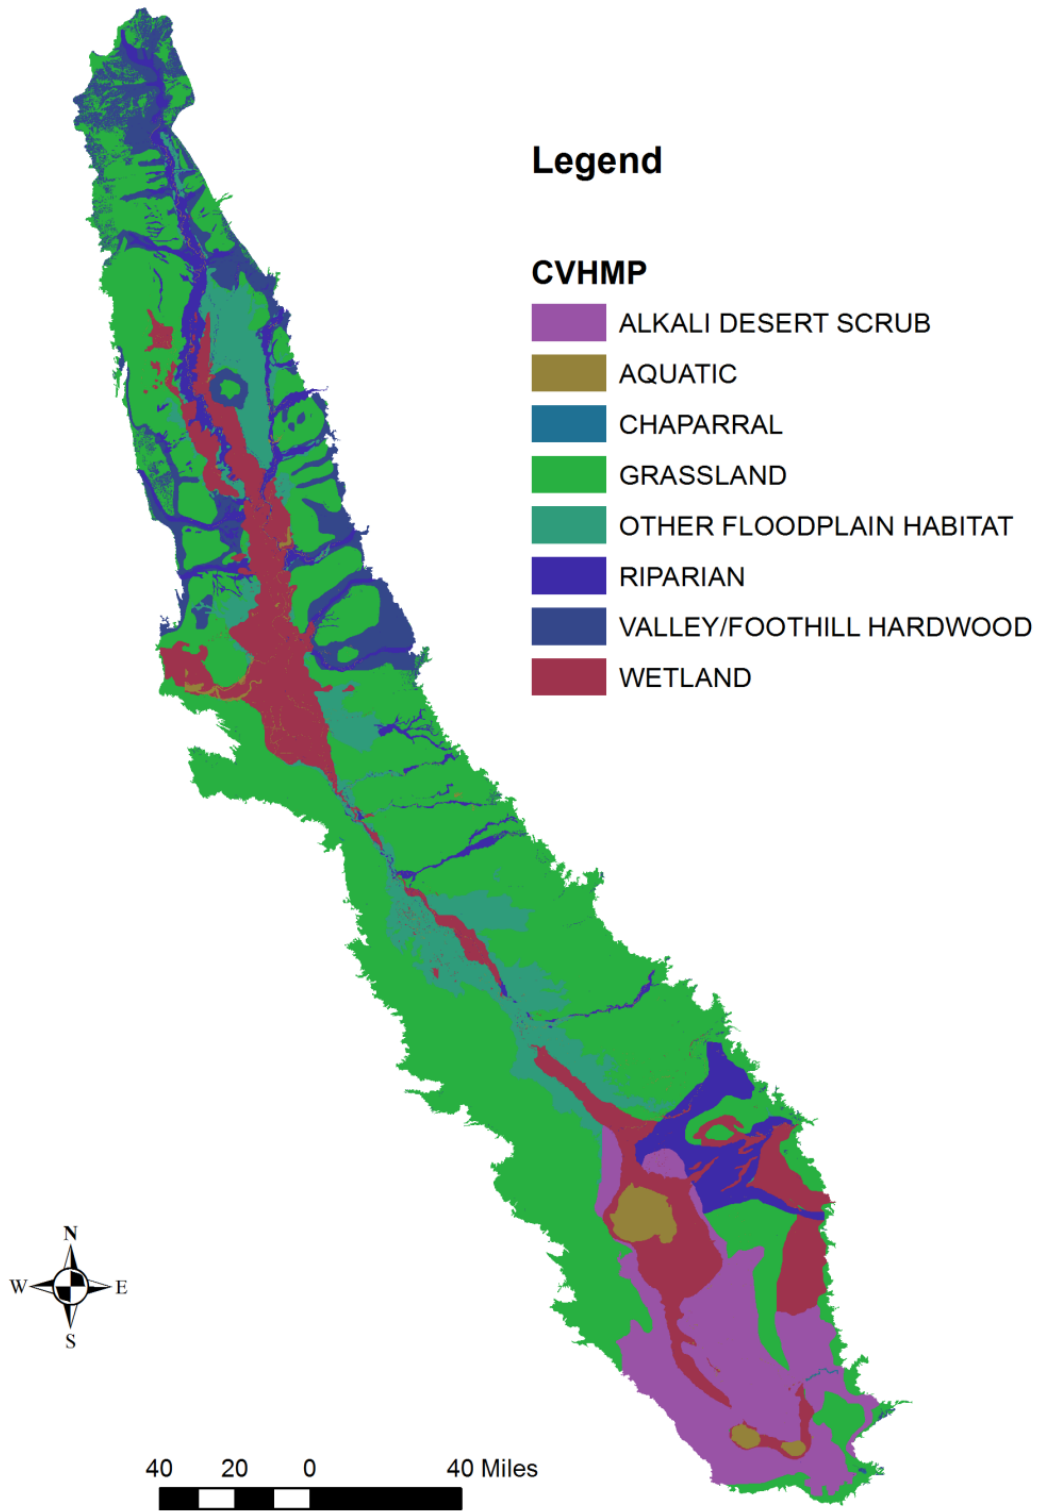 Legend
CVHMP
ALKALI DESERT SCRUB
AQUATIC
CHAPARRAL
GRASSLAND
OTHER FLOODPLAIN HABITAT
RIPARIAN
VALLEY/FOOTHILL HARDWOOD
WETLAND
N
W E
S
40 20 0 40 Miles